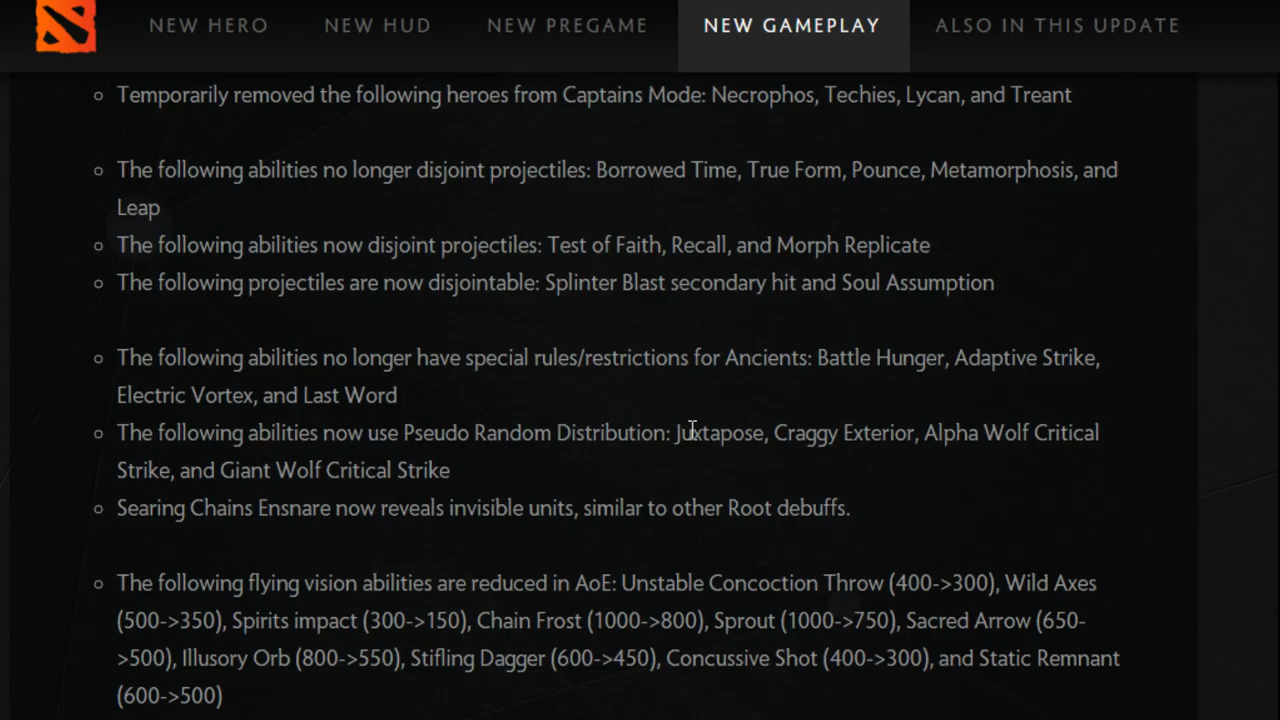 NEW HERO NEW HUD NEW PREGAME NEW GAMEPLAY ALSO IN THIS UPDATE
Temporarily removed the following heroes from Captains Mode: Necrophos, Techies, Lycan, and Treant
The following abilities no longer disjoint projectiles: Borrowed Time, True Form, Pounce, Metamorphosis, and
Leap
The following abilities now disjoint projectiles: Test of Faith, Recall, and Morph Replicate
The following projectiles are now disjointable: Splinter Blast secondary hit and Soul Assumption
The following abilities no longer have special rules/restrictions for Ancients: Battle Hunger, Adaptive Strike,
Electric Vortex, and Last Word
The following abilities now use Pseudo Random Distribution: Juxtapose, Craggy Exterior, Alpha Wolf Critical
Strike, and Giant Wolf Critical Strike
Searing Chains Ensnare now reveals invisible units, similar to other Root debuffs.
The following flying vision abilities are reduced in AoE: Unstable Concoction Throw (400->300), Wild Axes
(500->350), Spirits impact (300->150), Chain Frost (1000->800), Sprout (1000->750), Sacred Arrow (650-
>500), Illusory Orb (800->550), Stifling Dagger (600->450), Concussive Shot (400->300), and Static Remnant
(600->500)